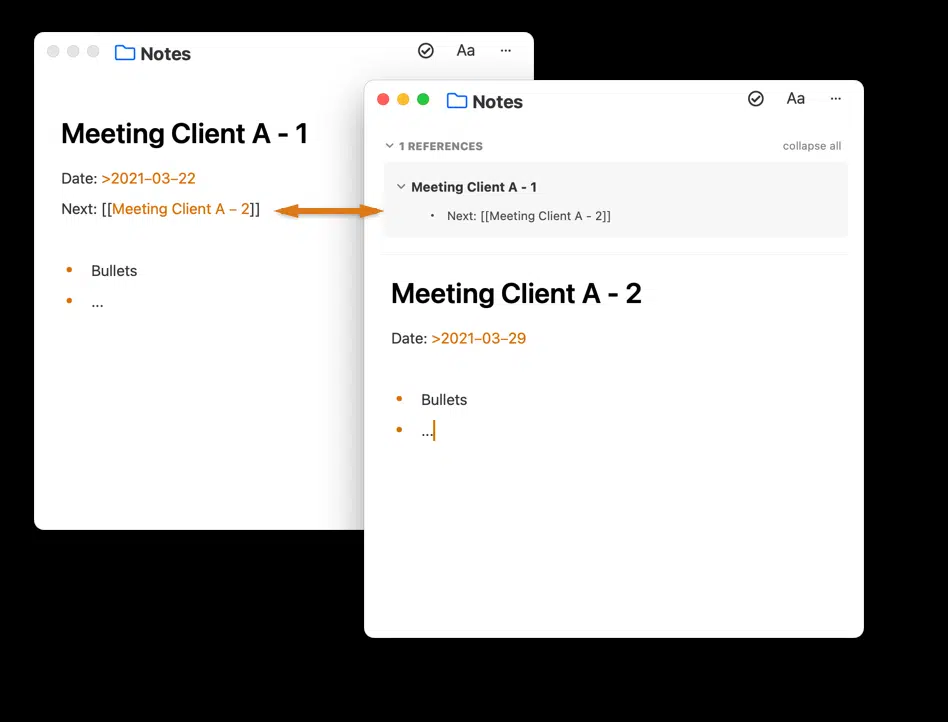 Notes
Aa
...
Meeting Client A - 1
Date: >2021–03–22
Next: [[Meeting Client A – 2]]
• Bullets
• ...
Notes
Aa
...
1 REFERENCES
collapse all
Meeting Client A - 1
• Next: [[Meeting Client A - 2]]
Meeting Client A - 2
Date: >2021–03–29
• Bullets
• ...